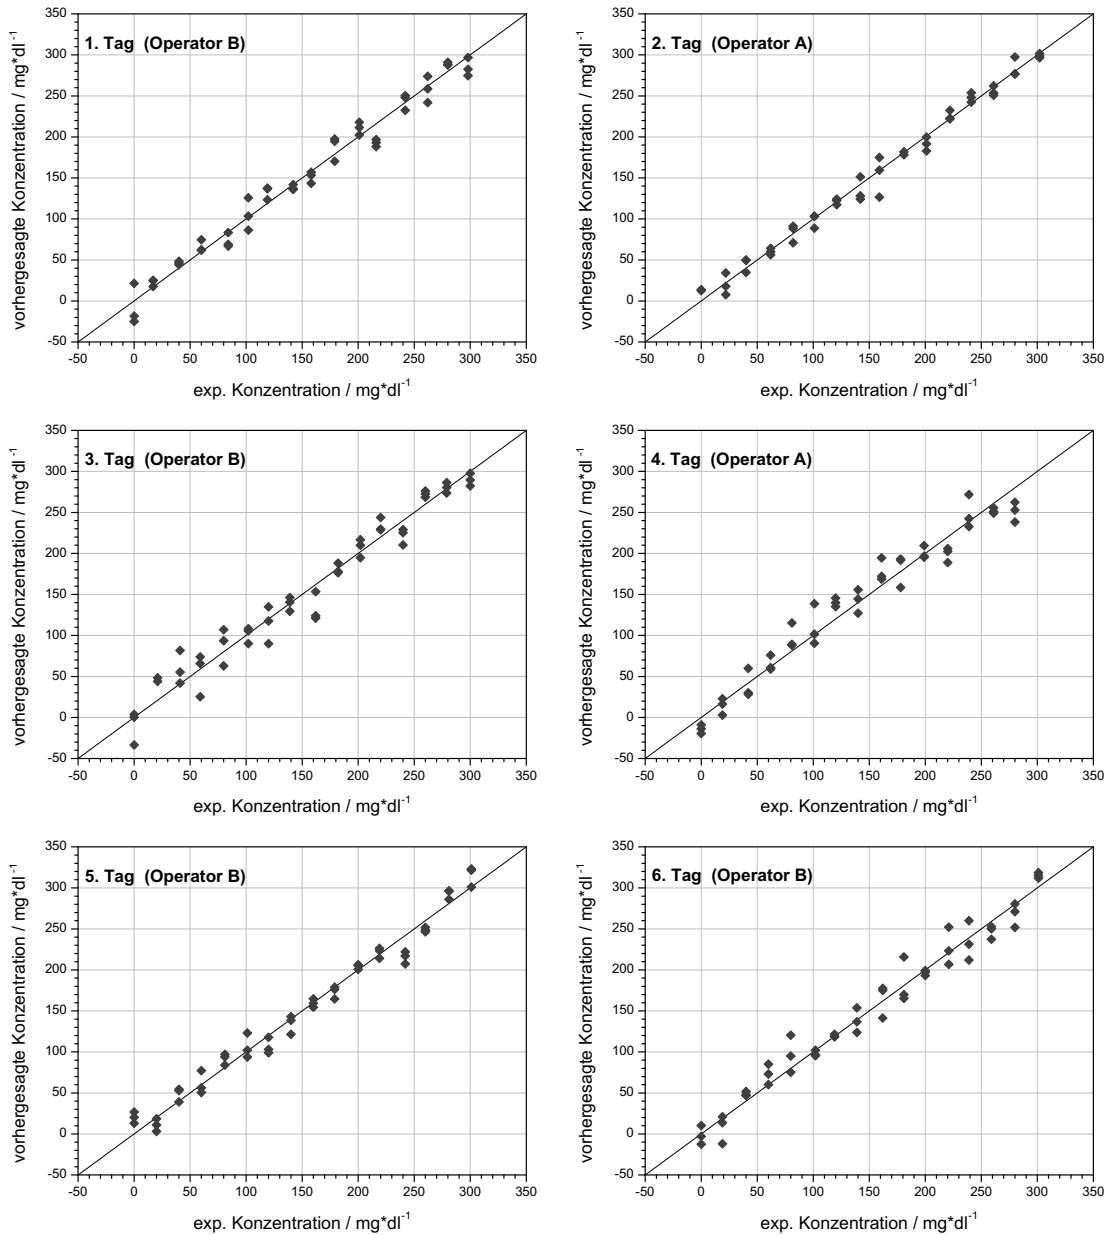 1. Tag (Operator B)
350
300
250
200
150
100
50
0
-50
-50 0 50 100 150 200 250 300 350
vorhergesagte Konzentration / mg*dl-1
exp. Konzentration / mg*dl-1
2. Tag (Operator A)
350
300
250
200
150
100
50
0
-50
-50 0 50 100 150 200 250 300 350
vorhergesagte Konzentration / mg*dl-1
exp. Konzentration / mg*dl-1
3. Tag (Operator B)
350
300
250
200
150
100
50
0
-50
-50 0 50 100 150 200 250 300 350
vorhergesagte Konzentration / mg*dl-1
exp. Konzentration / mg*dl-1
4. Tag (Operator A)
350
300
250
200
150
100
50
0
-50
-50 0 50 100 150 200 250 300 350
vorhergesagte Konzentration / mg*dl-1
exp. Konzentration / mg*dl-1
5. Tag (Operator B)
350
300
250
200
150
100
50
0
-50
-50 0 50 100 150 200 250 300 350
vorhergesagte Konzentration / mg*dl-1
exp. Konzentration / mg*dl-1
6. Tag (Operator B)
350
300
250
200
150
100
50
0
-50
-50 0 50 100 150 200 250 300 350
vorhergesagte Konzentration / mg*dl-1
exp. Konzentration / mg*dl-1